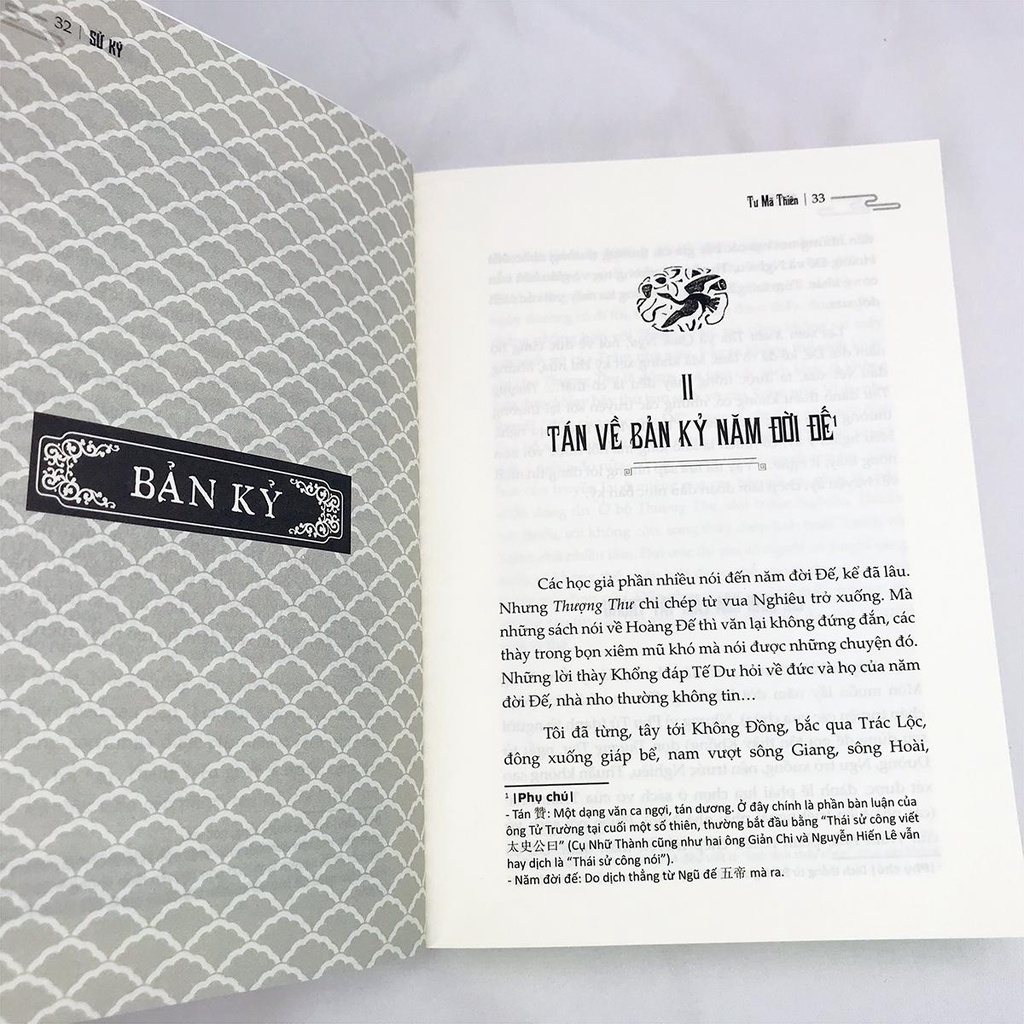 32 | SỬ KÝ
BẢN KỶ
Tư Mã Thiên | 33
II
TÁN VỀ BẢN KỶ NĂM ĐỜI ĐẾ¹
Các học giả phần nhiều nói đến năm đời Đế, kể đã lâu.
Nhưng Thượng Thư chỉ chép từ vua Nghiêu trở xuống. Mà
những sách nói về Hoàng Đế thì văn lại không đứng đắn, các
thày trong bọn xiêm mũ khó mà nói được những chuyện đó.
Những lời thày Khổng đáp Tế Dư hỏi về đức và họ của năm
đời Đế, nhà nho thường không tin...
Tôi đã từng, tây tới Không Đồng, bắc qua Trác Lộc,
đông xuống giáp bể, nam vượt sông Giang, sông Hoài,
¹ |Phụ chú|
- Tán 贊: Một dạng văn ca ngợi, tán dương. Ở đây chính là phần bàn luận của
ông Tử Trường tại cuối một số thiên, thường bắt đầu bằng “Thái sử công viết
太史公曰” (Cụ Nhữ Thành cũng như hai ông Giản Chi và Nguyễn Hiến Lê vẫn
hay dịch là “Thái sử công nói”).
- Năm đời đế: Do dịch thẳng từ Ngũ đế 五帝 mà ra.